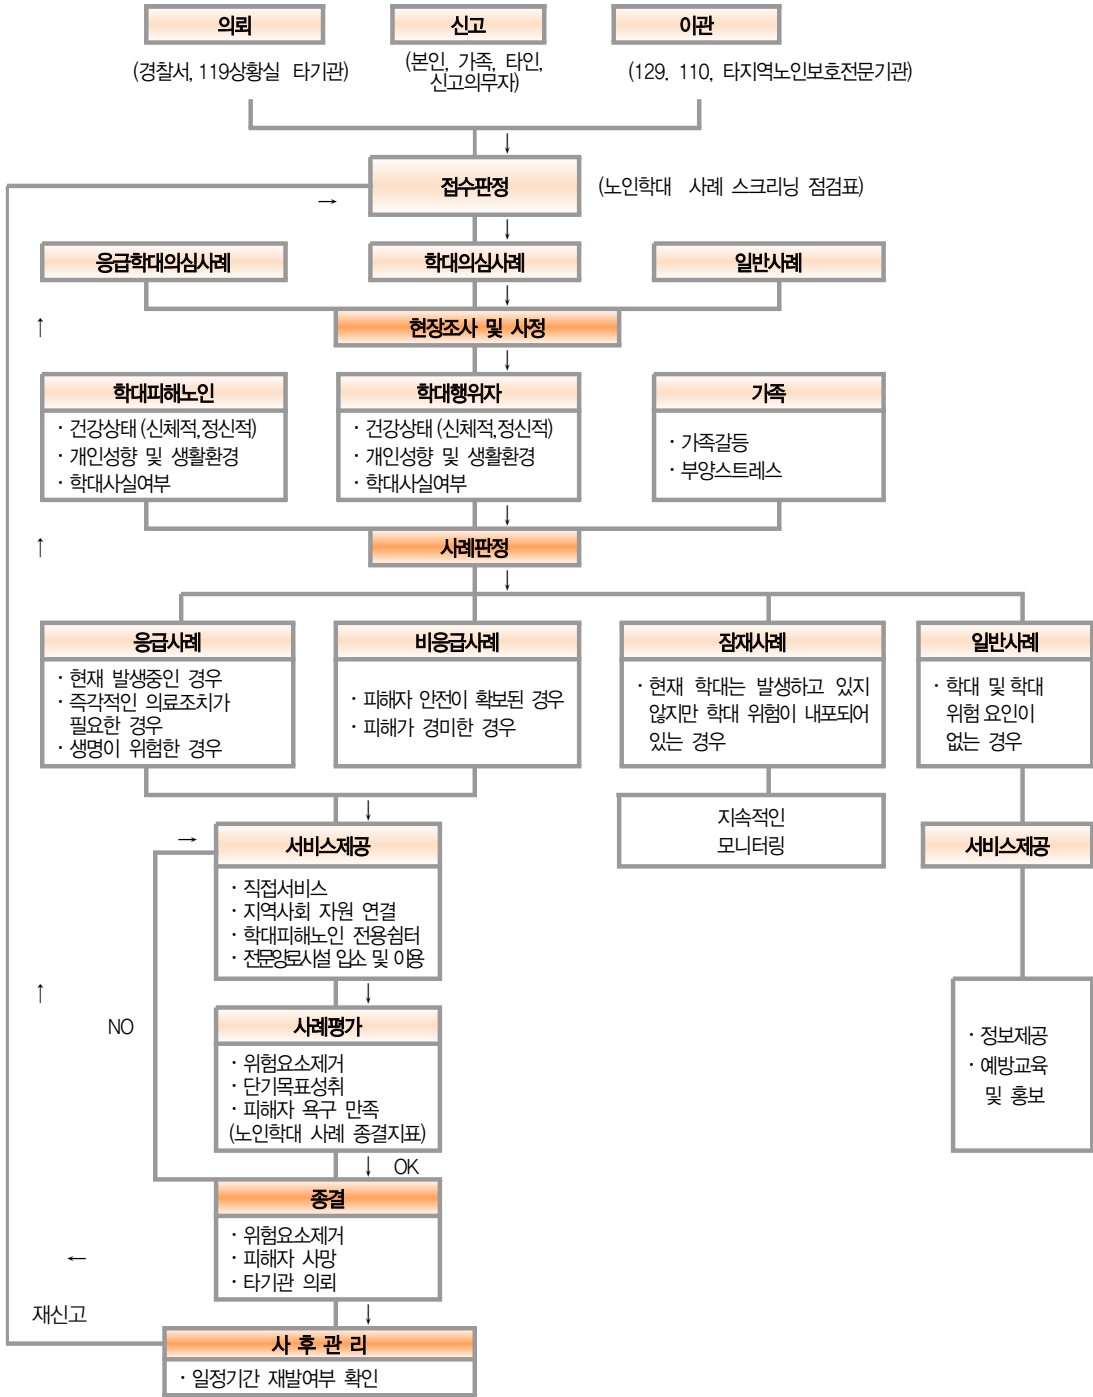 의뢰
신고
이관
(경찰서, 119상황실 타기관)
(본인, 가족, 타인,
신고의무자)
(129, 110, 타지역노인보호전문기관)
↓
접수판정
(노인학대 사례 스크리닝 점검표)
→
↓
응급학대의심사례
학대의심사례
일반사례
↓
↑
현장조사 및 사정
↓
학대피해노인
· 건강상태(신체적,정신적)
· 개인성향 및 생활환경
· 학대사실여부
학대행위자
· 건강상태(신체적,정신적)
· 개인성향 및 생활환경
· 학대사실여부
가족
· 가족갈등
· 부양스트레스
↓
↑
사례판정
↓
응급사례
· 현재 발생중인 경우
· 즉각적인 의료조치가
필요한 경우
· 생명이 위험한 경우
비응급사례
· 피해자 안전이 확보된 경우
· 피해가 경미한 경우
잠재사례
· 현재 학대는 발생하고 있지
않지만 학대 위험이 내포되어
있는 경우
일반사례
· 학대 및 학대
위험 요인이
없는 경우
↓
지속적인
모니터링
→
서비스제공
· 직접서비스
· 지역사회 자원 연결
· 학대피해노인 전용쉼터
· 전문양로시설 입소 및 이용
서비스제공
↓
↑
· 정보제공
· 예방교육
및 홍보
NO
사례평가
· 위험요소제거
· 단기목표성취
· 피해자 욕구 만족
(노인학대 사례 종결지표)
↓ OK
종결
· 위험요소제거
· 피해자 사망
· 타기관 의뢰
←
재신고
↓
사 후 관 리
· 일정기간 재발여부 확인